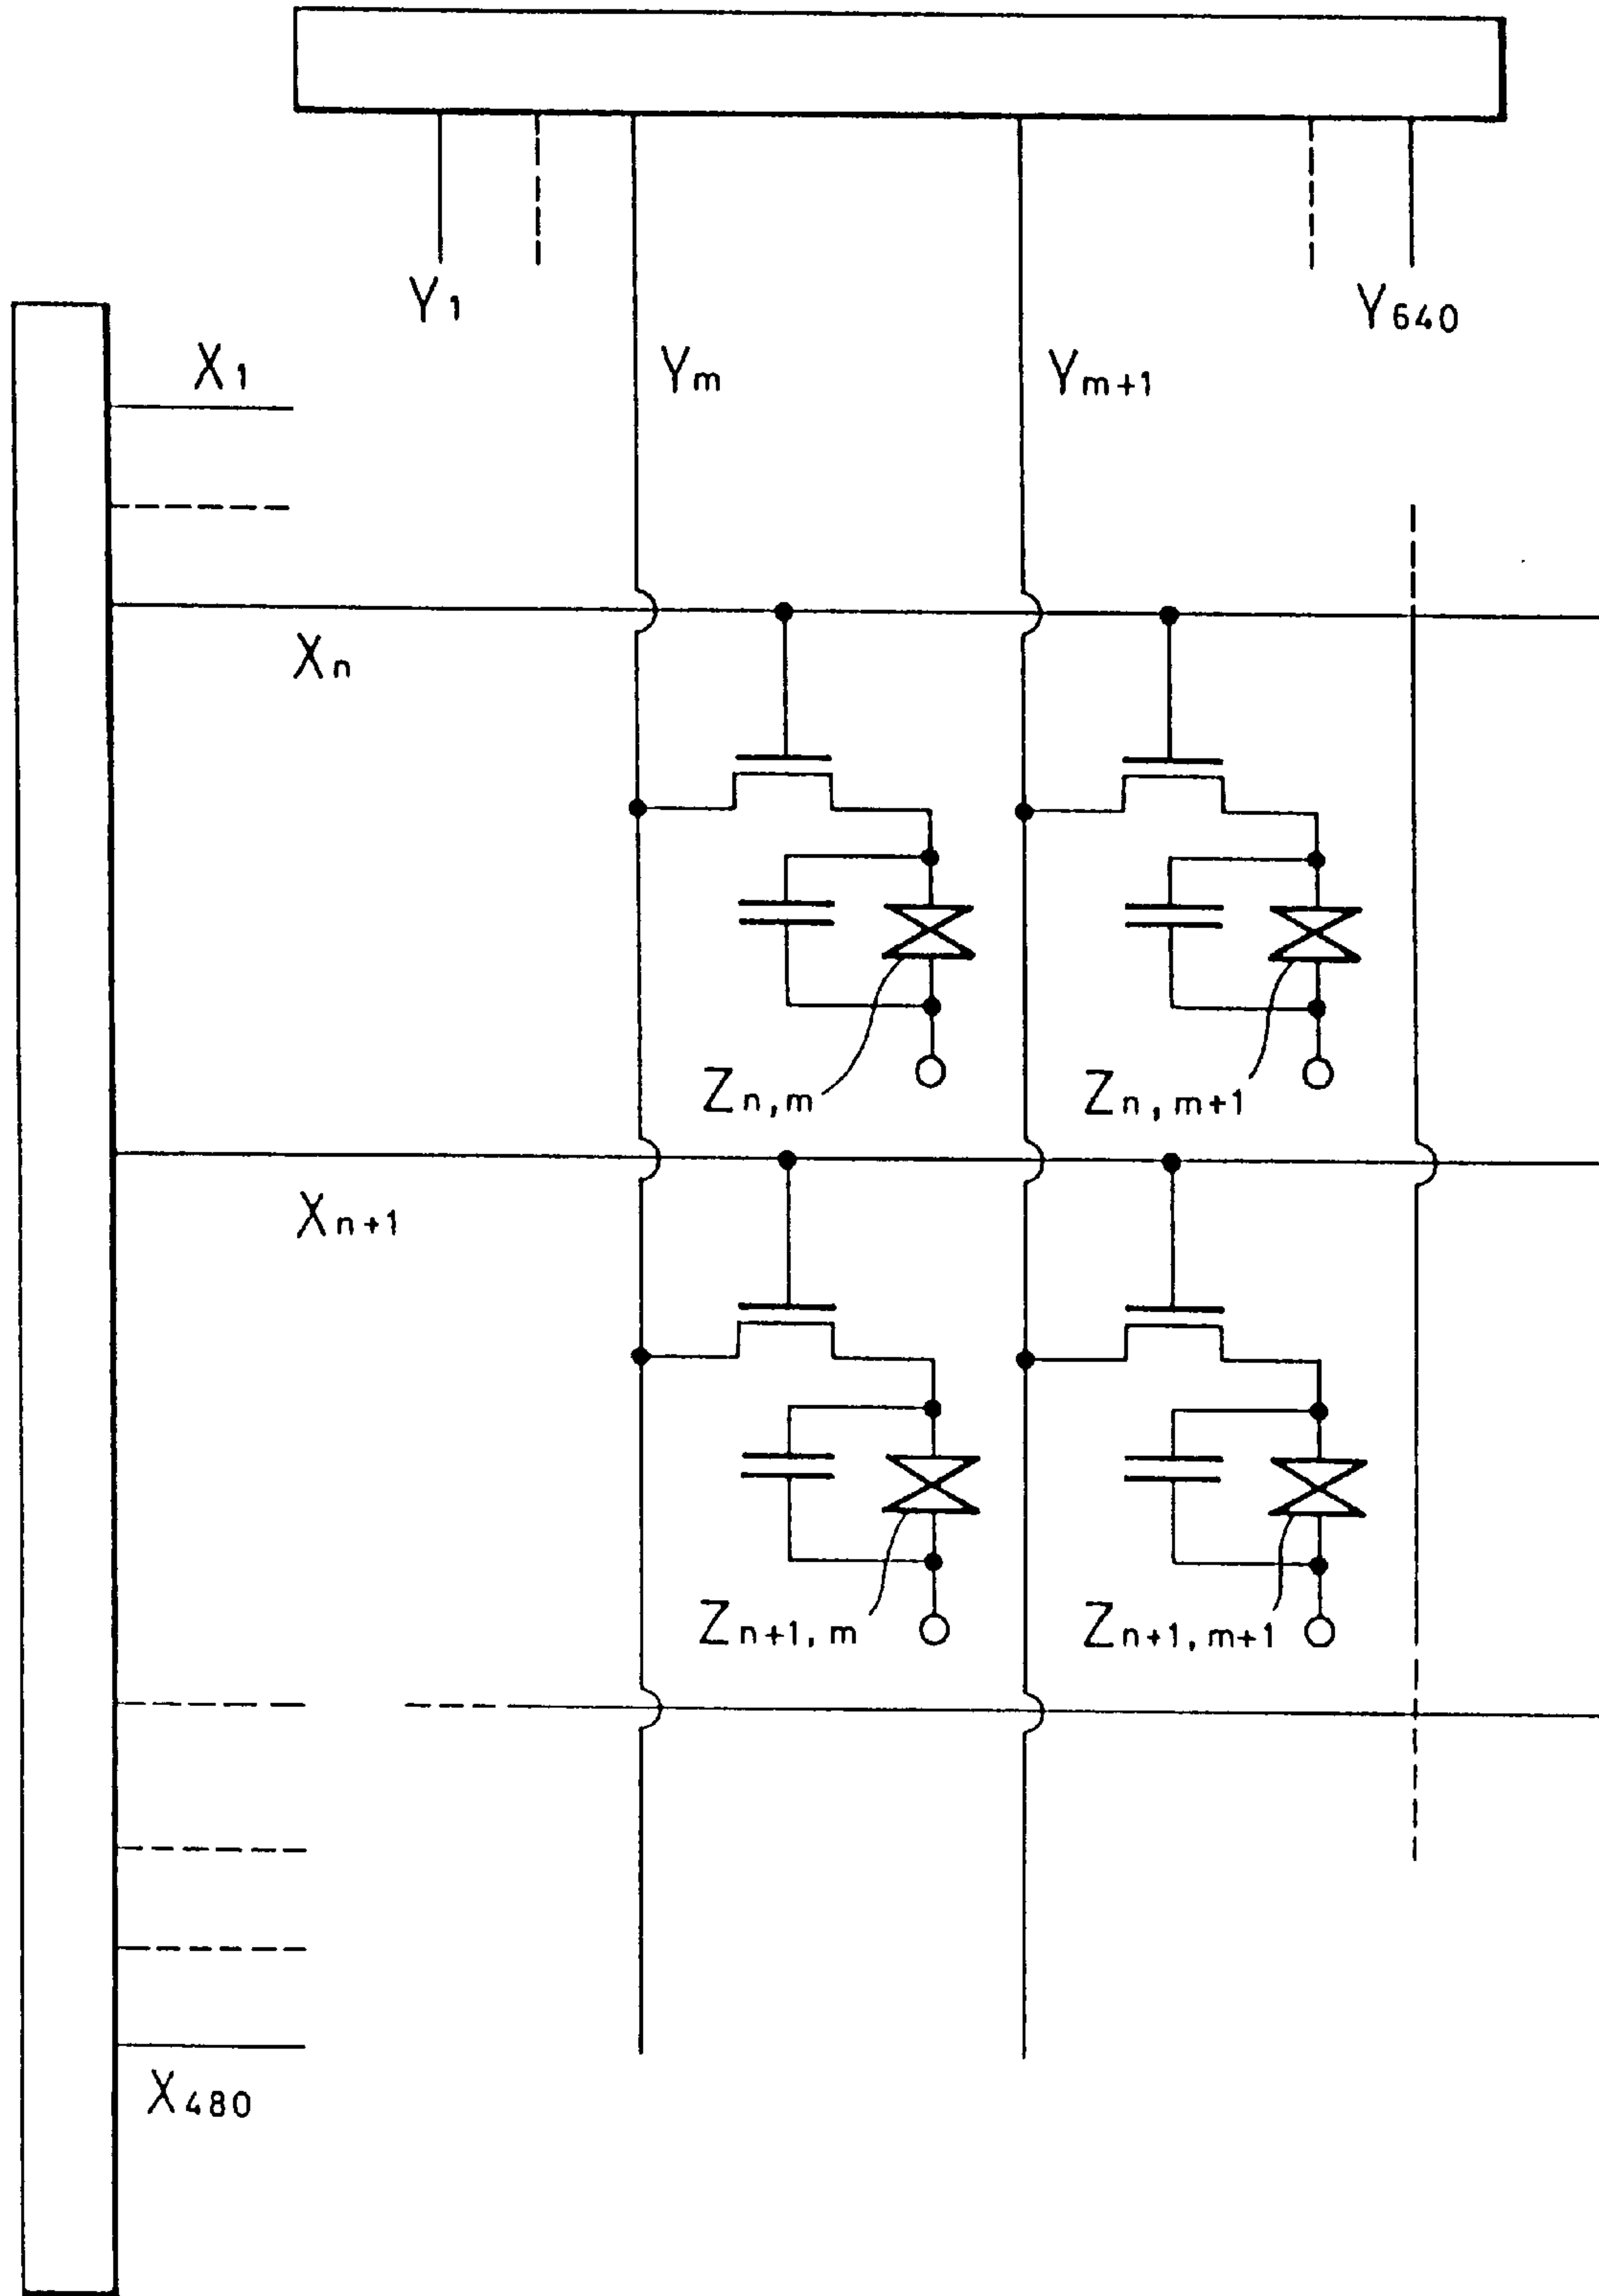 Y1
Y640
X1
Ym
Ym+1
Xn
Zn,m
Zn,m+1
Xn+1
Zn+1,m
Zn+1,m+1
X480